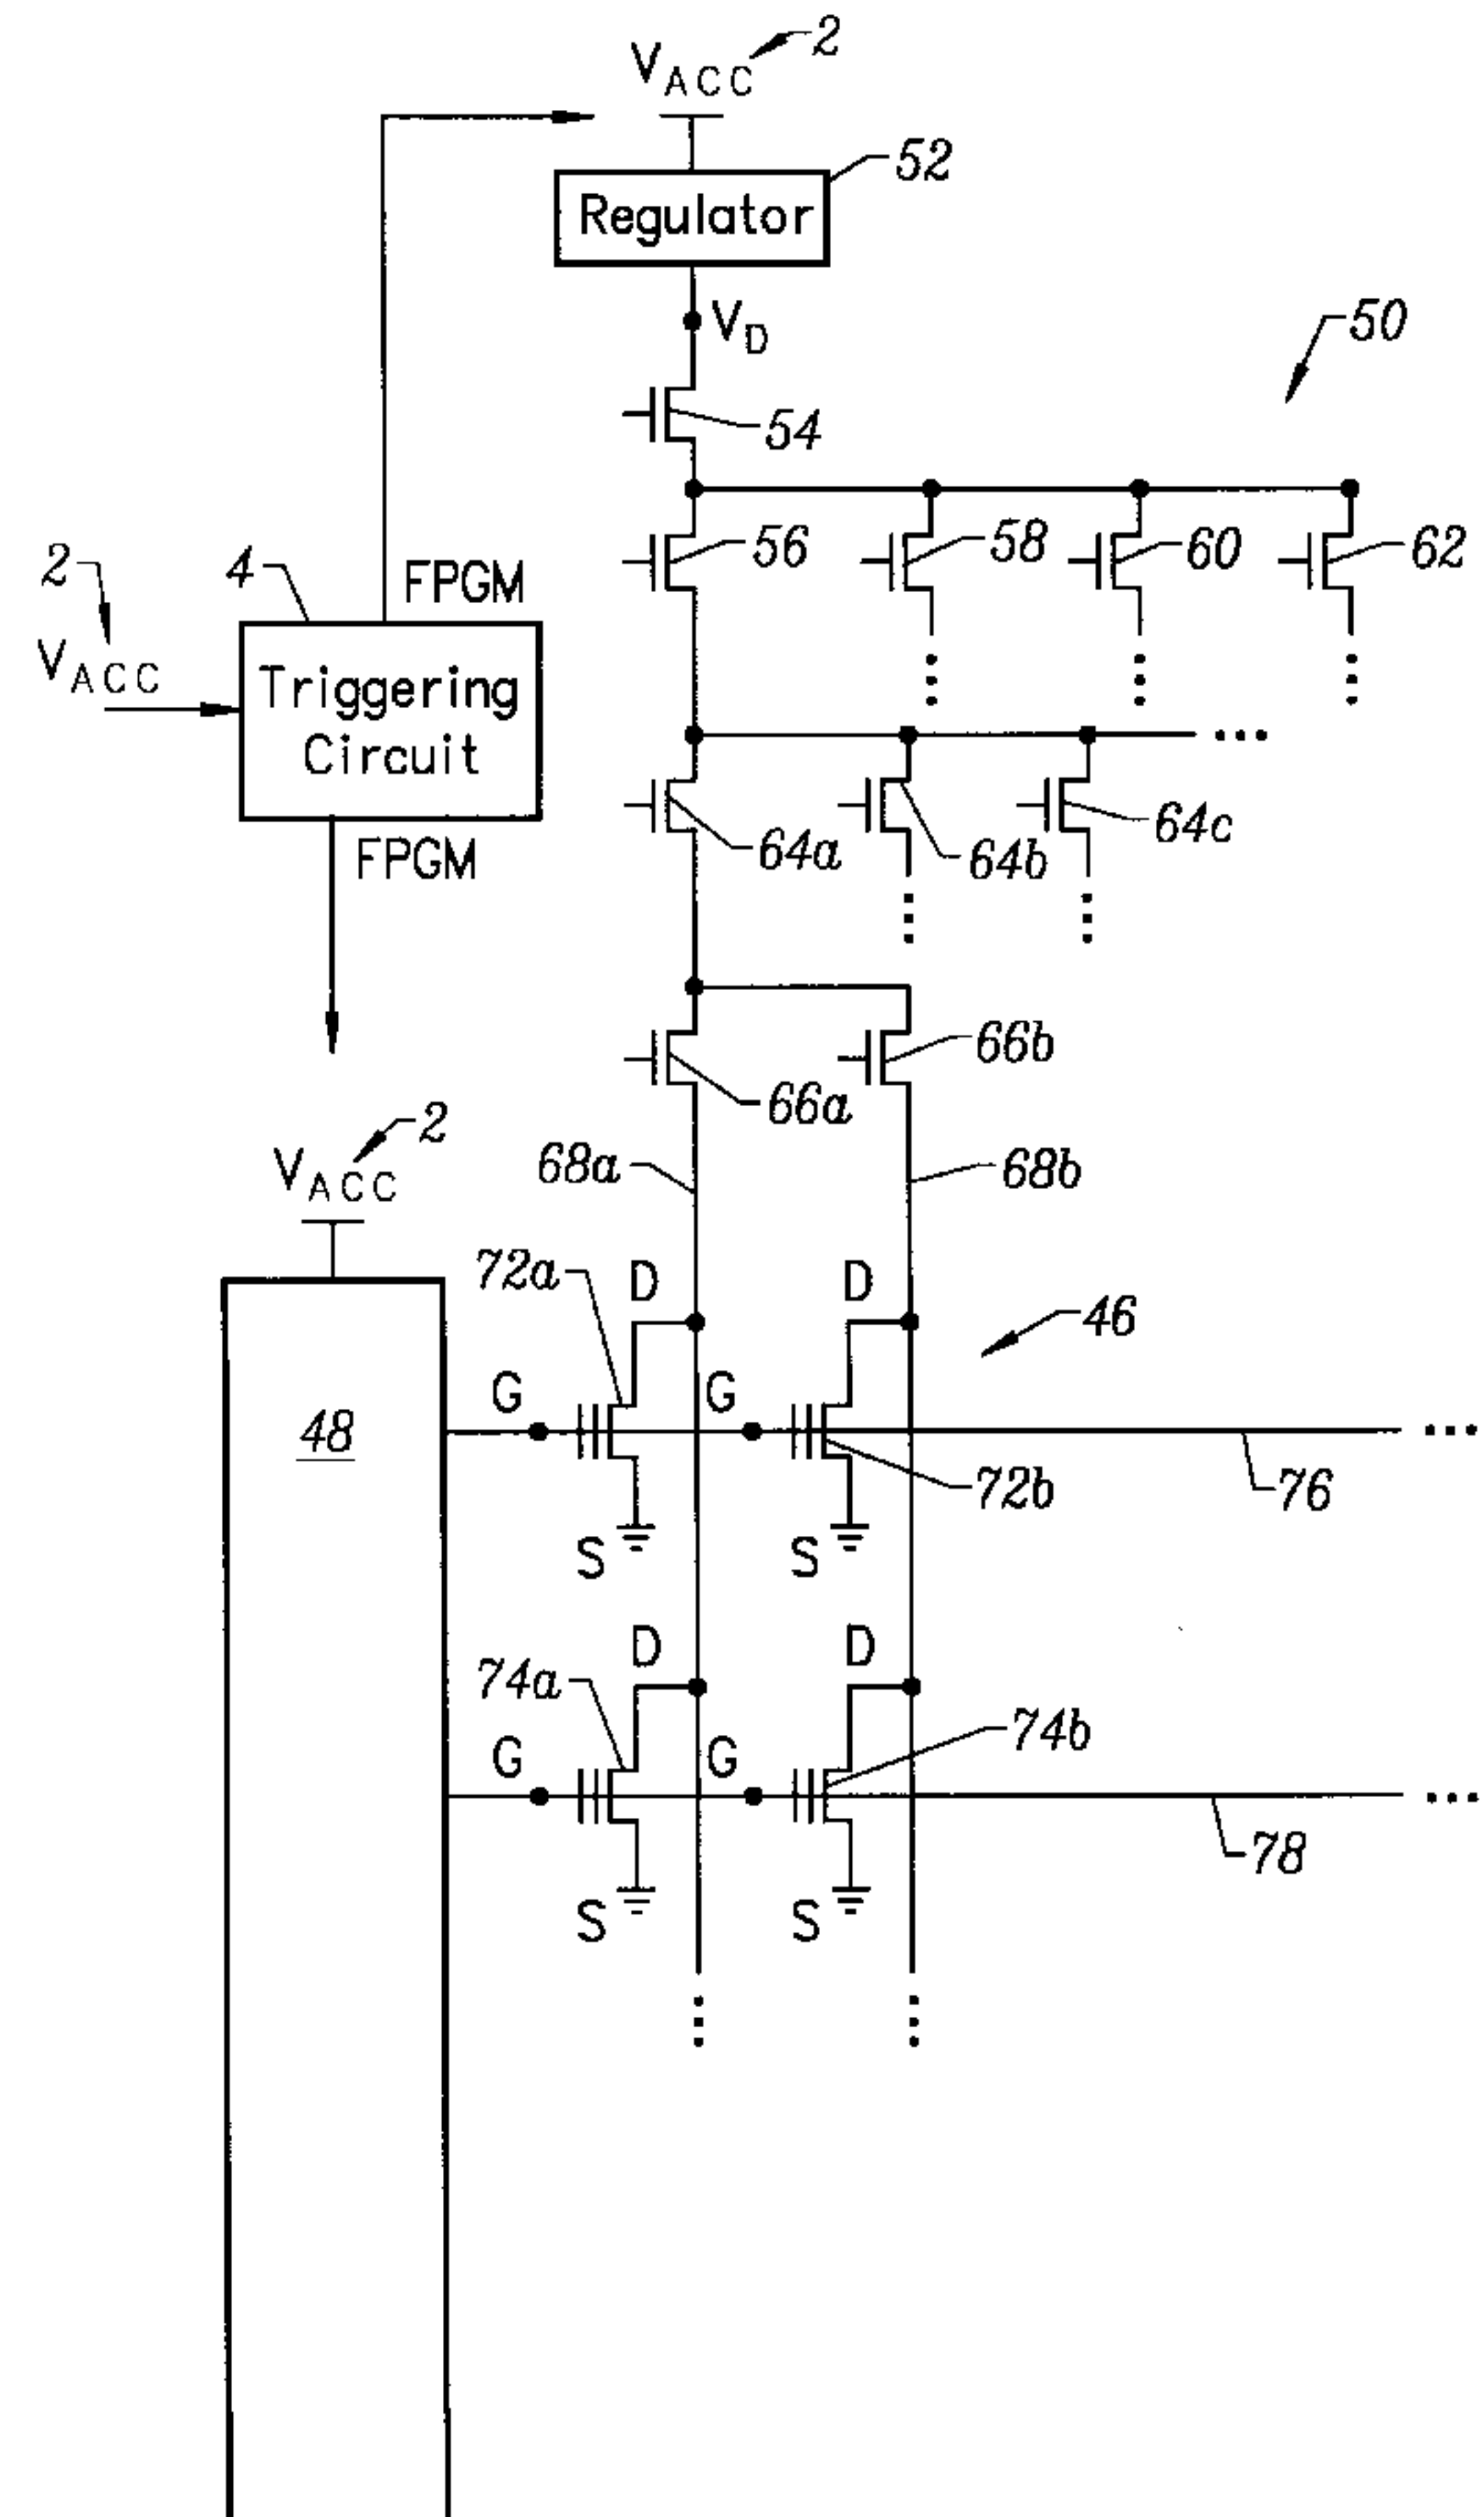 V_ACC 2
Regulator 52
V_D
50
54
56 58 60 62
2 4 FPGM
V_ACC
Triggering
Circuit
FPGM
64a 64b 64c
66a 66b
V_ACC 2
68a 68b
72a D D
46
48 G G
72b 76
S S
74a D D
74b
G G
78
S S